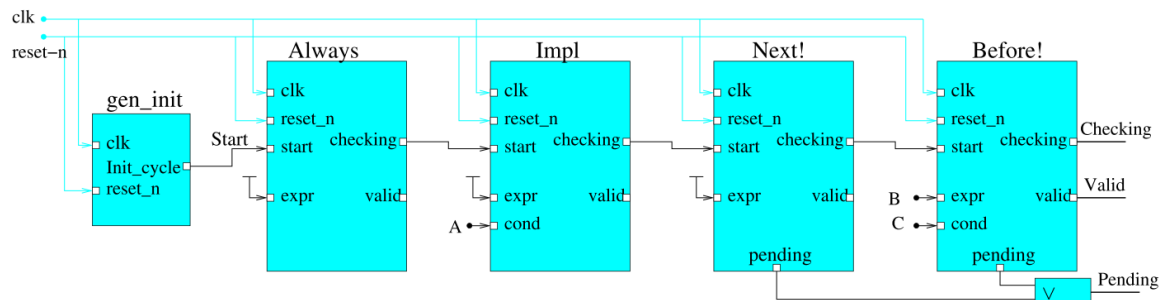 clk
reset-n
gen_init
clk
Init_cycle
reset_n
Start
Always
clk
reset_n
start
checking
expr
valid
Impl
clk
reset_n
start
checking
expr
valid
A
cond
Next!
clk
reset_n
start
checking
expr
valid
pending
Before!
clk
reset_n
start
checking
B
expr
valid
C
cond
pending
Checking
Valid
Pending
V